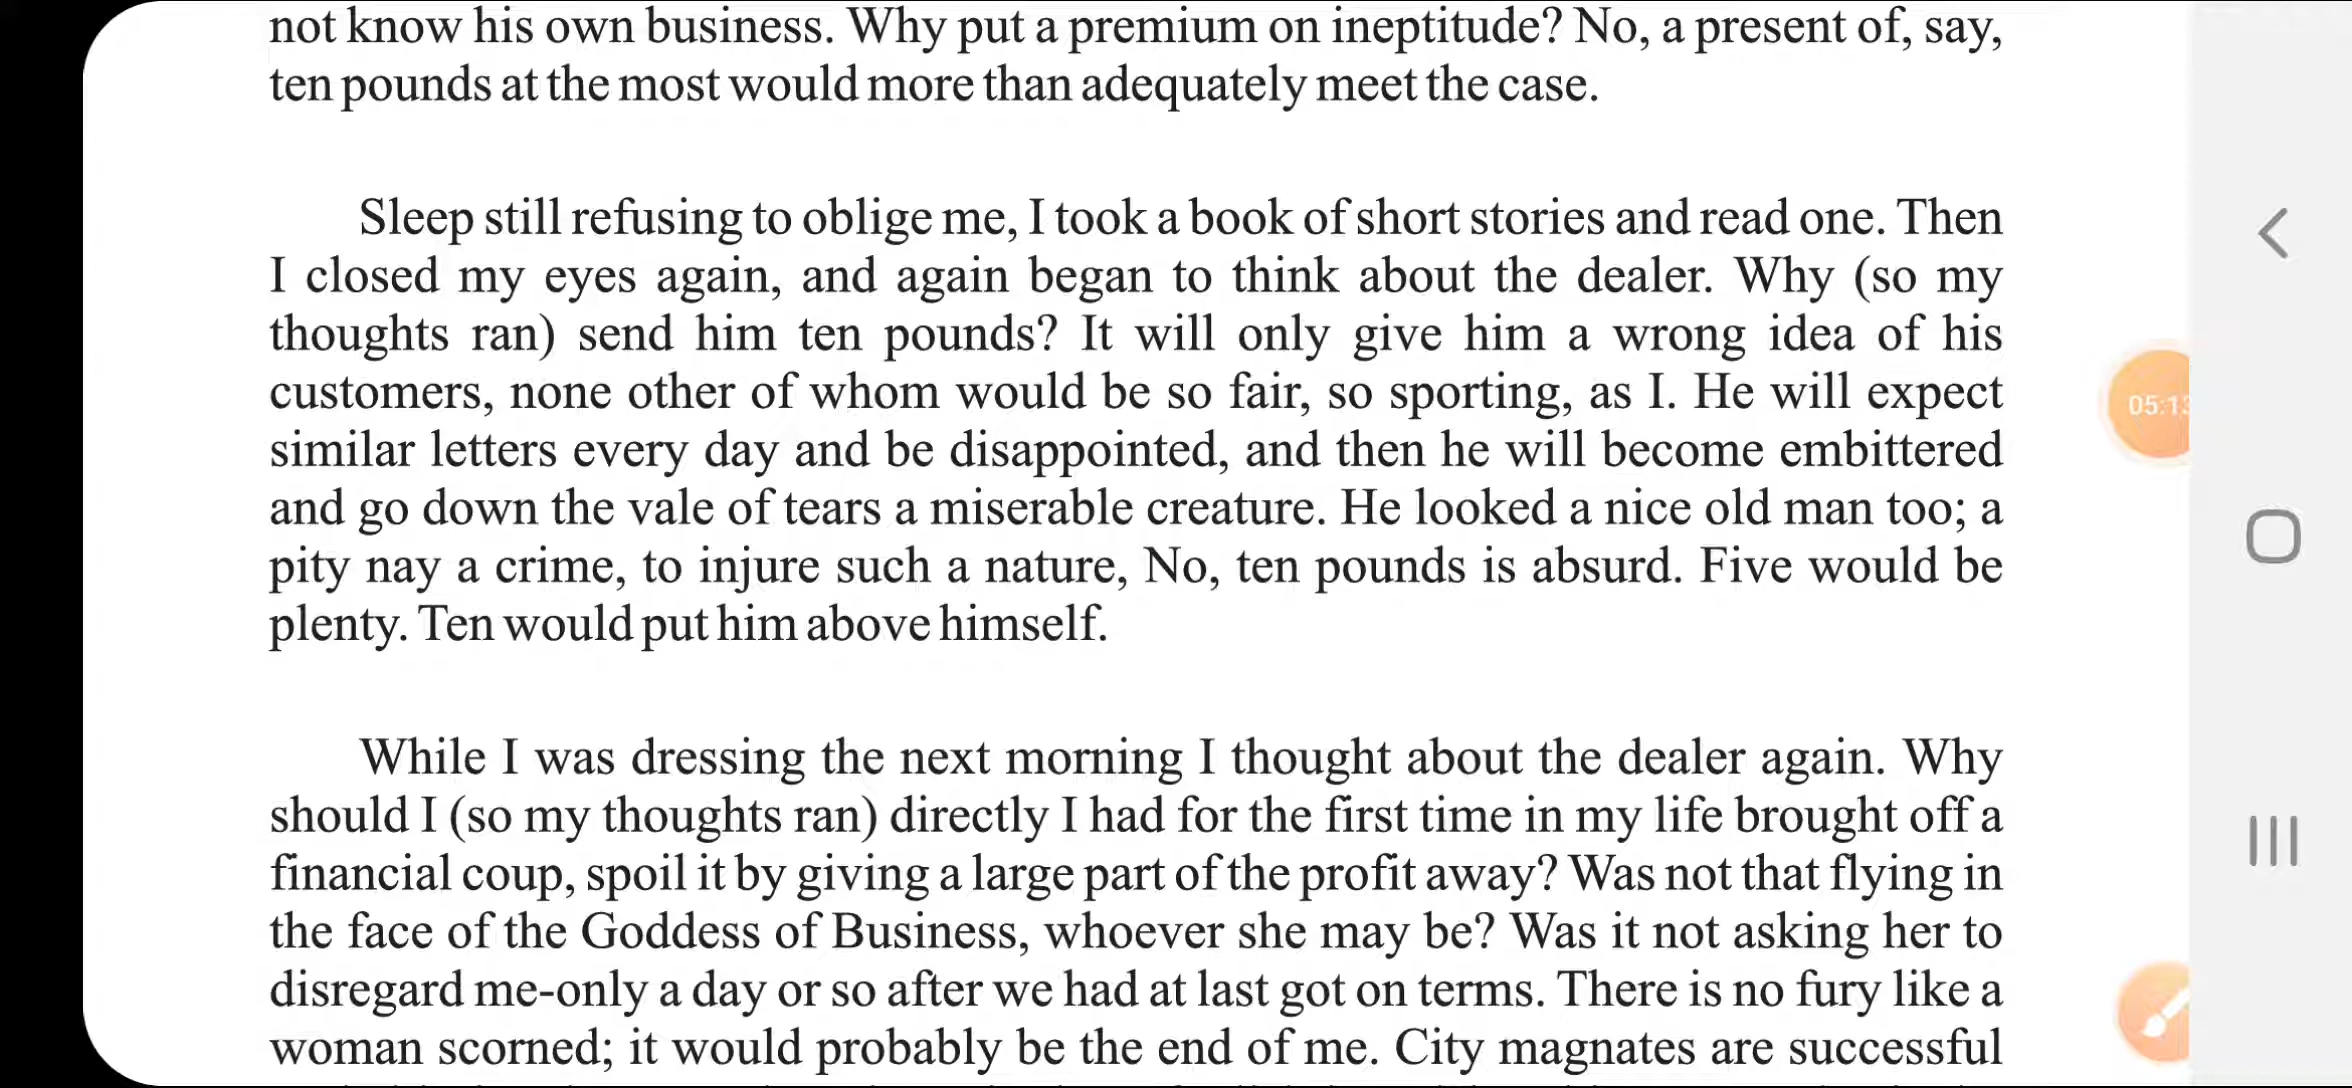 not know his own business. Why put a premium on ineptitude? No, a present of, say,
ten pounds at the most would more than adequately meet the case.
Sleep still refusing to oblige me, I took a book of short stories and read one. Then
I closed my eyes again, and again began to think about the dealer. Why (so my
thoughts ran) send him ten pounds? It will only give him a wrong idea of his
customers, none other of whom would be so fair, so sporting, as I. He will expect
similar letters every day and be disappointed, and then he will become embittered
and go down the vale of tears a miserable creature. He looked a nice old man too; a
pity nay a crime, to injure such a nature, No, ten pounds is absurd. Five would be
plenty. Ten would put him above himself.
While I was dressing the next morning I thought about the dealer again. Why
should I (so my thoughts ran) directly I had for the first time in my life brought off a
financial coup, spoil it by giving a large part of the profit away? Was not that flying in
the face of the Goddess of Business, whoever she may be? Was it not asking her to
disregard me-only a day or so after we had at last got on terms. There is no fury like a
woman scorned; it would probably be the end of me. City magnates are successful
05:13